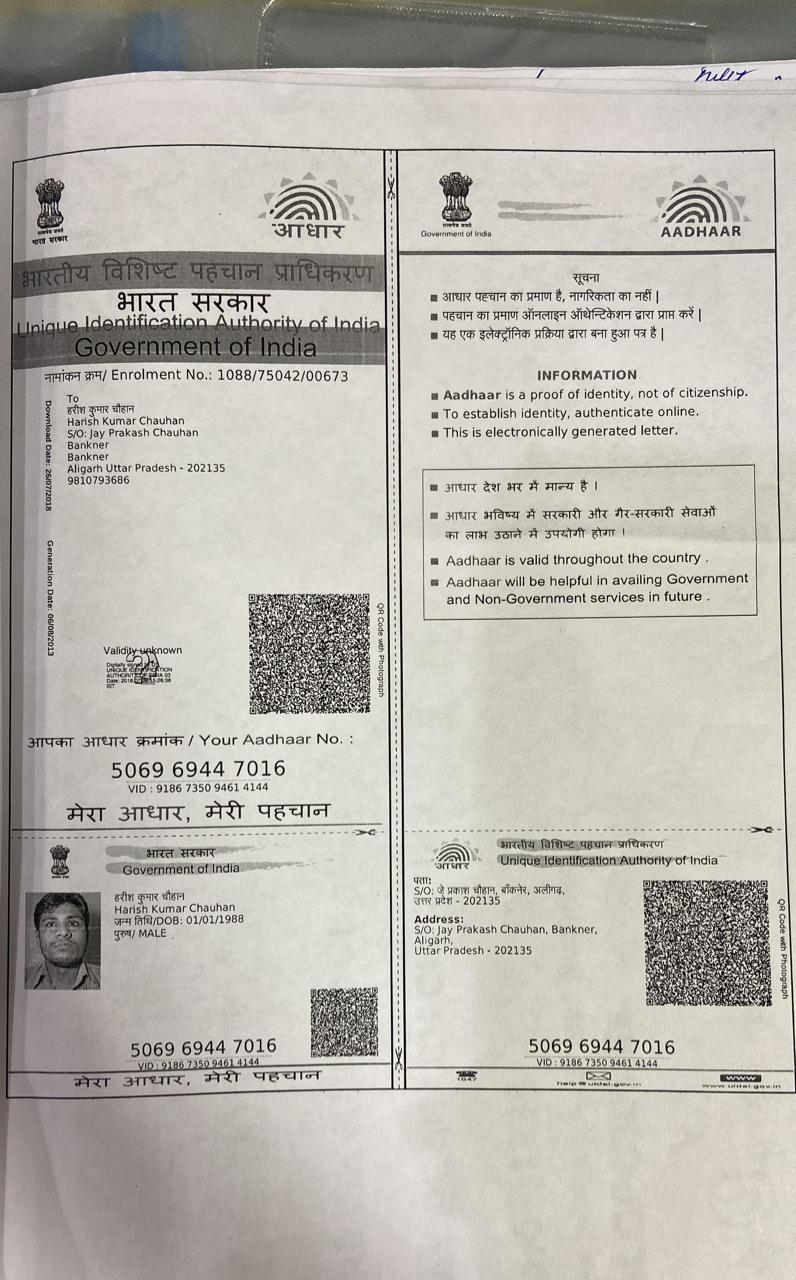 सत्यमेव जयते
भारत सरकार
आधार
भारतीय विशिष्ट पहचान प्राधिकरण
भारत सरकार
Unique Identification Authority of India
Government of India
नामांकन क्रम/ Enrolment No.: 1088/75042/00673
Download Date: 26/07/2018
Generation Date: 06/08/2013
To
हरीश कुमार चौहान
Harish Kumar Chauhan
S/O: Jay Prakash Chauhan
Bankner
Bankner
Aligarh Uttar Pradesh - 202135
9810793686
QR Code with Photograph
Validity unknown
Digitally signed
UNIQUE IDENTIFICATION
AUTHORITY OF INDIA 03
IST
आपका आधार क्रमांक / Your Aadhaar No. :
5069 6944 7016
VID : 9186 7350 9461 4144
मेरा आधार, मेरी पहचान
भारत सरकार
Government of India
हरीश कुमार चौहान
Harish Kumar Chauhan
जन्म तिथि/DOB: 01/01/1988
पुरुष/ MALE
5069 6944 7016
VID : 9186 7350 9461 4144
मेरा आधार, मेरी पहचान
सत्यमेव जयते
Government of India
AADHAAR
सूचना
आधार पहचान का प्रमाण है, नागरिकता का नहीं |
पहचान का प्रमाण ऑनलाइन ऑथेन्टिकेशन द्वारा प्राप्त करें |
यह एक इलेक्ट्रॉनिक प्रक्रिया द्वारा बना हुआ पत्र है |
INFORMATION
Aadhaar is a proof of identity, not of citizenship.
To establish identity, authenticate online.
This is electronically generated letter.
आधार देश भर में मान्य है ।
आधार भविष्य में सरकारी और गैर-सरकारी सेवाओं
का लाभ उठाने में उपयोगी होगा ।
Aadhaar is valid throughout the country .
Aadhaar will be helpful in availing Government
and Non-Government services in future .
आधार
भारतीय विशिष्ट पहचान प्राधिकरण
Unique Identification Authority of India
पता:
S/O: जे प्रकाश चौहान, बाँकनेर, अलीगढ़,
उत्तर प्रदेश - 202135
Address:
S/O: Jay Prakash Chauhan, Bankner,
Aligarh,
Uttar Pradesh - 202135
QR Code with Photograph
5069 6944 7016
VID : 9186 7350 9461 4144
1947
help@uidai.gov.in
www
www.uidai.gov.in